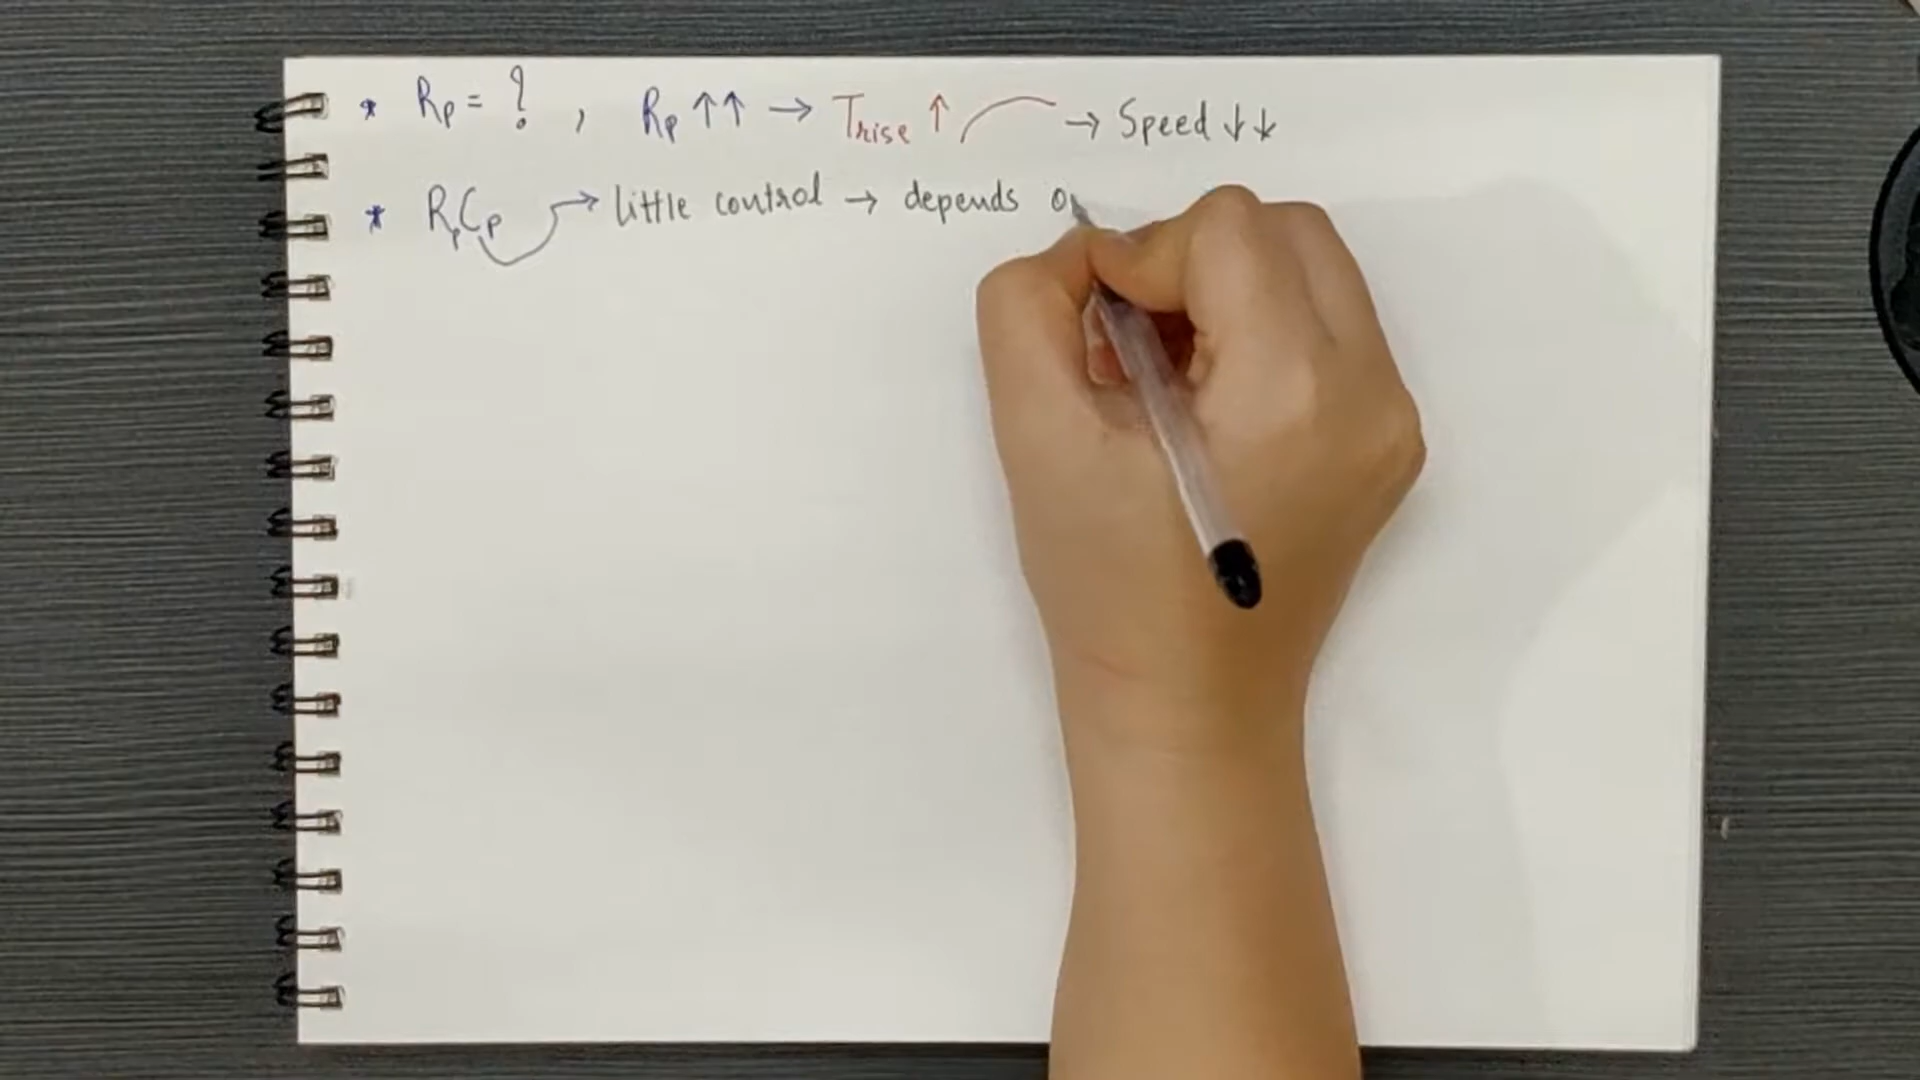 * Rp = ? , Rp ↑↑ → Trise ↑ → Speed ↓↓
* RpCp → little control → depends o